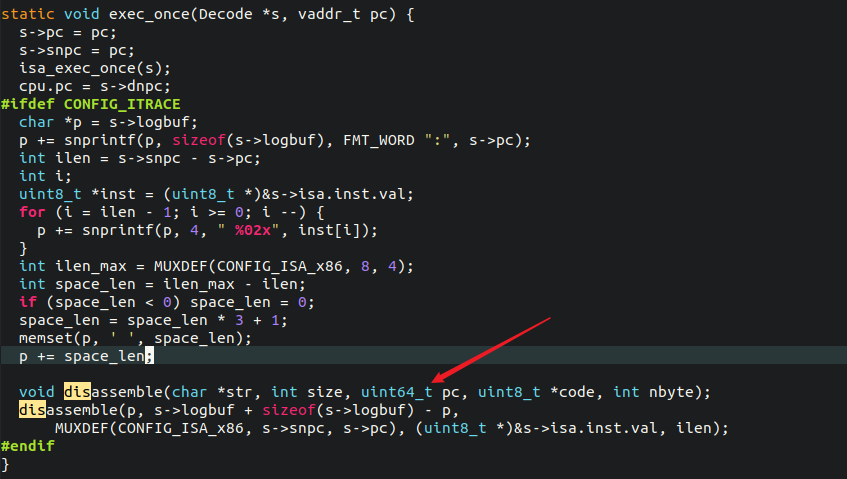 static void exec_once(Decode *s, vaddr_t pc) {
  s->pc = pc;
  s->snpc = pc;
  isa_exec_once(s);
  cpu.pc = s->dnpc;
#ifdef CONFIG_ITRACE
  char *p = s->logbuf;
  p += snprintf(p, sizeof(s->logbuf), FMT_WORD ":", s->pc);
  int ilen = s->snpc - s->pc;
  int i;
  uint8_t *inst = (uint8_t *)&s->isa.inst.val;
  for (i = ilen - 1; i >= 0; i --) {
    p += snprintf(p, 4, " %02x", inst[i]);
  }
  int ilen_max = MUXDEF(CONFIG_ISA_x86, 8, 4);
  int space_len = ilen_max - ilen;
  if (space_len < 0) space_len = 0;
  space_len = space_len * 3 + 1;
  memset(p, ' ', space_len);
  p += space_len;

  void disassemble(char *str, int size, uint64_t pc, uint8_t *code, int nbyte);
  disassemble(p, s->logbuf + sizeof(s->logbuf) - p,
      MUXDEF(CONFIG_ISA_x86, s->snpc, s->pc), (uint8_t *)&s->isa.inst.val, ilen);
#endif
}